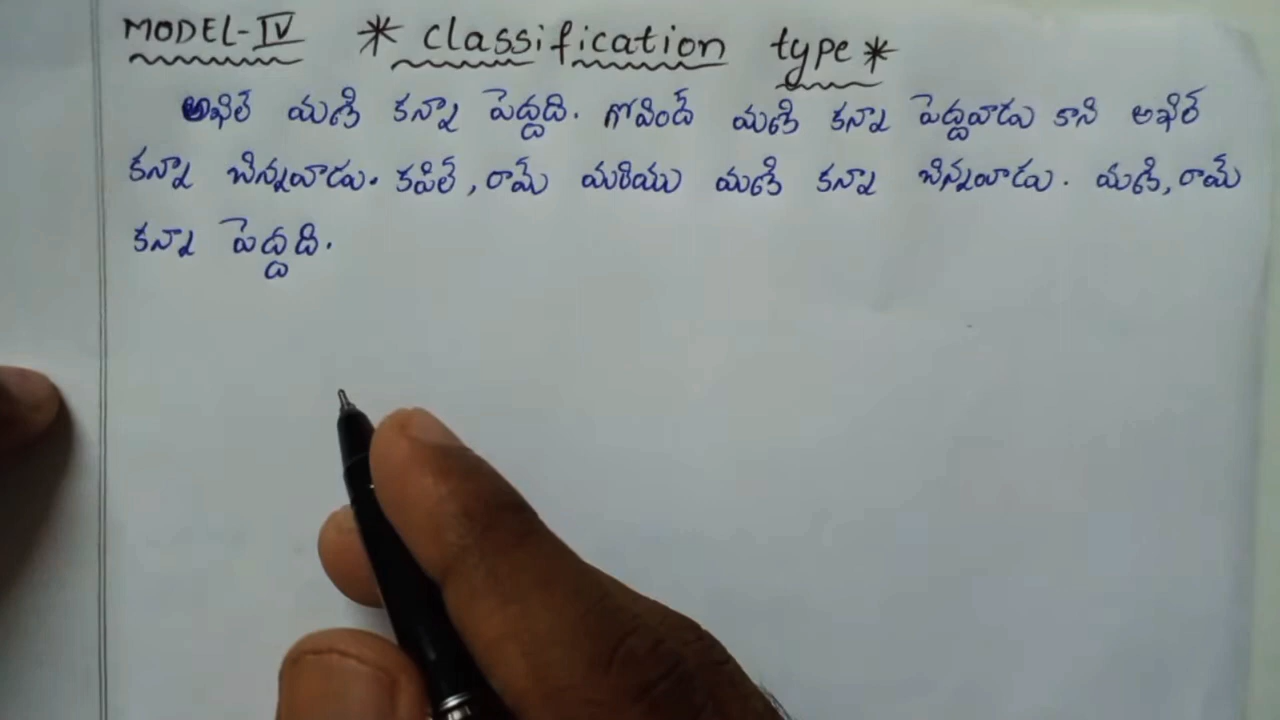 MODEL-IV * Classification type *
అఖిల్ మణి కన్నా పెద్దది. గోవింద్ మణి కన్నా పెద్దవాడు కాని అఖిల్
కన్నా చిన్నవాడు. కపిల్, రామ్ మరియు మణి కన్నా చిన్నవాడు. మణి, రామ్
కన్నా పెద్దది.